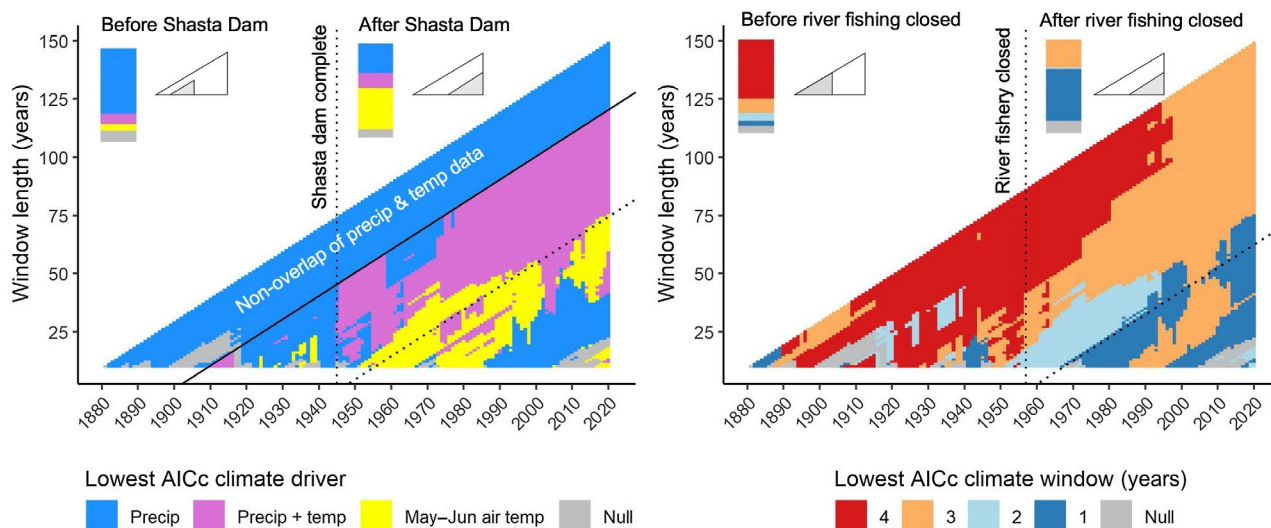 Before Shasta Dam
After Shasta Dam
Window length (years)
150
125
100
75
50
25
Shasta dam complete
Non-overlap of precip & temp data
1880
1890
1900
1910
1920
1930
1940
1950
1960
1970
1980
1990
2000
2010
2020
Lowest AICc climate driver
Precip
Precip + temp
May–Jun air temp
Null
Before river fishing closed
After river fishing closed
Window length (years)
150
125
100
75
50
25
River fishery closed
1880
1890
1900
1910
1920
1930
1940
1950
1960
1970
1980
1990
2000
2010
2020
Lowest AICc climate window (years)
4
3
2
1
Null